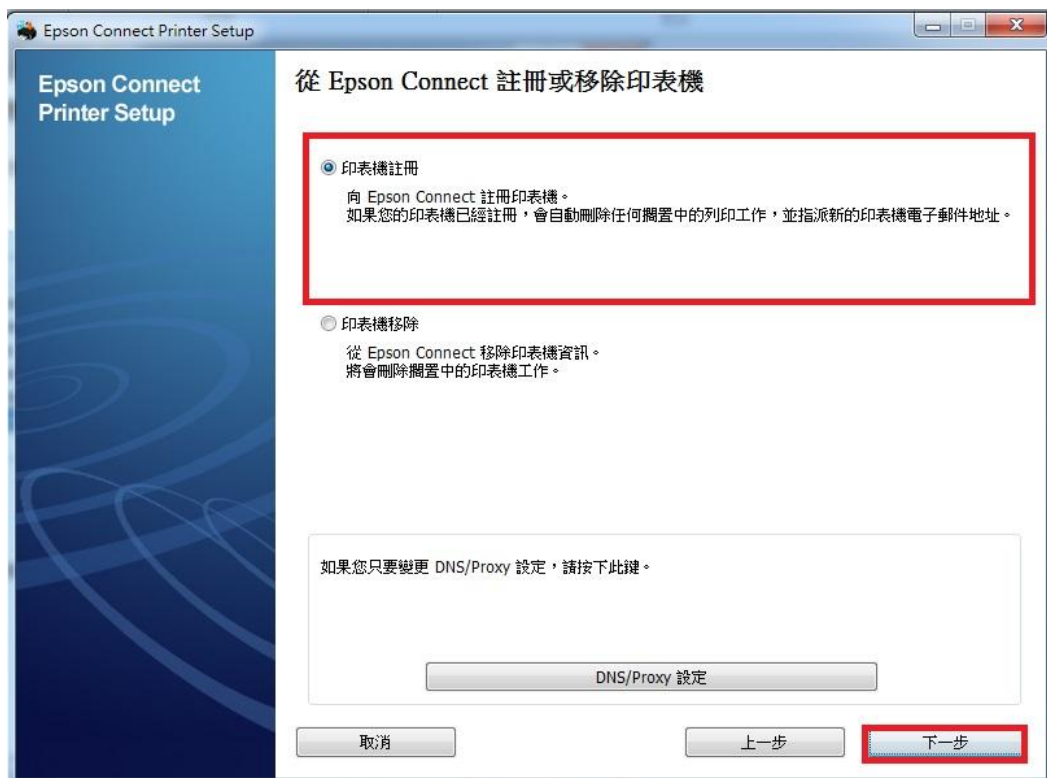 Epson Connect Printer Setup
Epson Connect
Printer Setup
從 Epson Connect 註冊或移除印表機
印表機註冊
向 Epson Connect 註冊印表機。
如果您的印表機已經註冊，會自動刪除任何擱置中的列印工作，並指派新的印表機電子郵件地址。
印表機移除
從 Epson Connect 移除印表機資訊。
將會刪除擱置中的印表機工作。
如果您只要變更 DNS/Proxy 設定，請按下此鍵。
DNS/Proxy 設定
取消
上一步
下一步